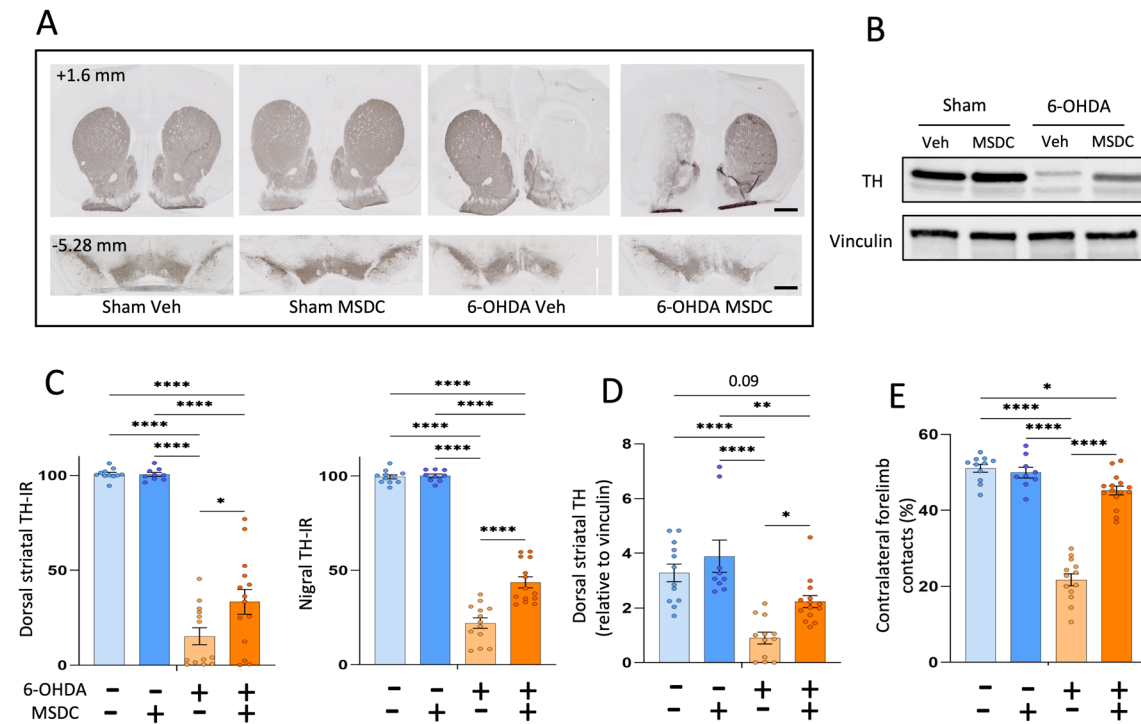 A
+1.6 mm
-5.28 mm
Sham Veh Sham MSDC 6-OHDA Veh 6-OHDA MSDC
B
Sham 6-OHDA
Veh MSDC Veh MSDC
TH
Vinculin
C
****
****
****
****
*
Dorsal striatal TH-IR
100
50
0
6-OHDA − − + +
MSDC − + − +
****
****
****
****
****
Nigral TH-IR
100
50
0
− − + +
− + − +
D
0.09
**
****
****
*
Dorsal striatal TH
(relative to vinculin)
8
6
4
2
0
− − + +
− + − +
E
*
****
****
****
Contralateral forelimb
contacts (%)
60
40
20
0
− − + +
− + − +